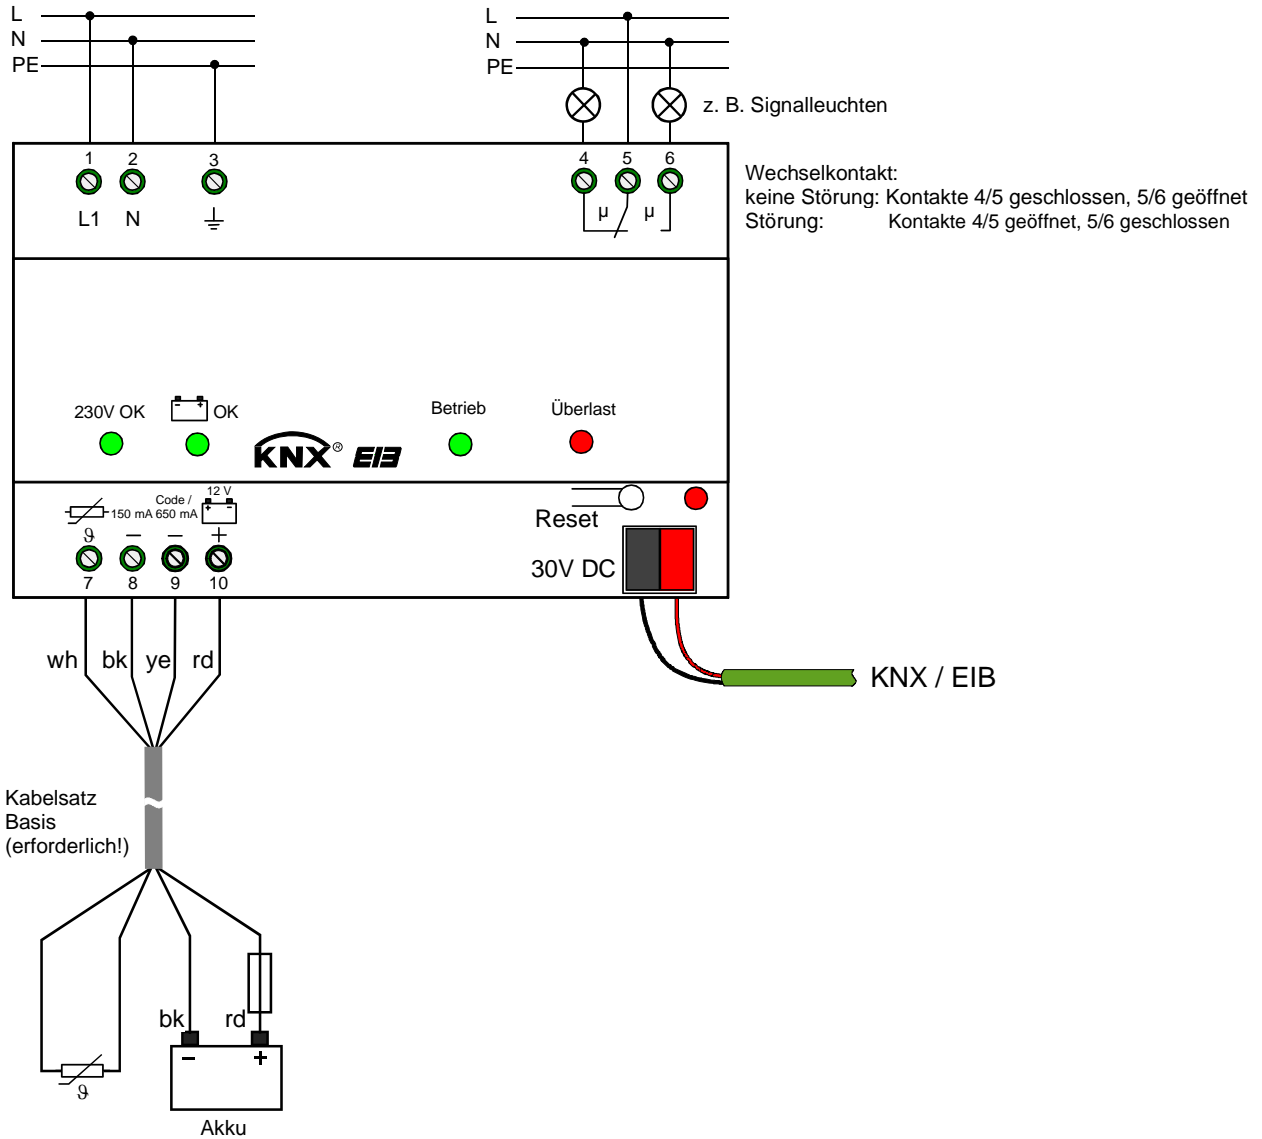 L
N
PE
L
N
PE
z. B. Signalleuchten
1 2 3
4 5 6
L1 N
µ µ
Wechselkontakt:
keine Störung: Kontakte 4/5 geschlossen, 5/6 geöffnet
Störung: Kontakte 4/5 geöffnet, 5/6 geschlossen
230V OK
- + OK
Betrieb
Überlast
KNX® EIB
12 V
Code /
150 mA 650 mA
+ -
ϑ − − +
7 8 9 10
Reset
30V DC
wh bk ye rd
KNX / EIB
Kabelsatz
Basis
(erforderlich!)
bk rd
− +
ϑ
Akku